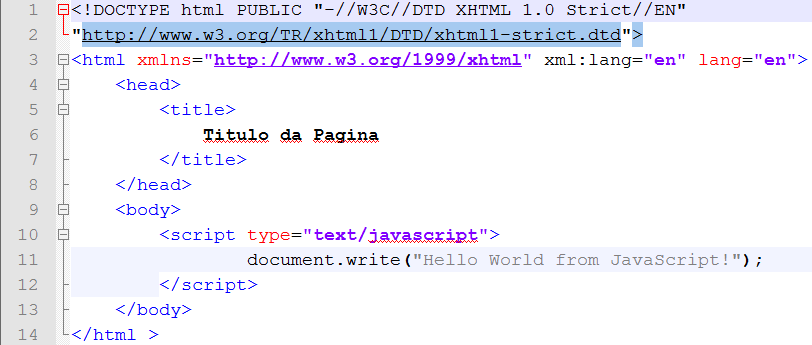 1 <!DOCTYPE html PUBLIC "-//W3C//DTD XHTML 1.0 Strict//EN"
2 "http://www.w3.org/TR/xhtml1/DTD/xhtml1-strict.dtd">
3 <html xmlns="http://www.w3.org/1999/xhtml" xml:lang="en" lang="en">
4 <head>
5 <title>
6 Titulo da Pagina
7 </title>
8 </head>
9 <body>
10 <script type="text/javascript">
11 document.write("Hello World from JavaScript!");
12 </script>
13 </body>
14 </html >